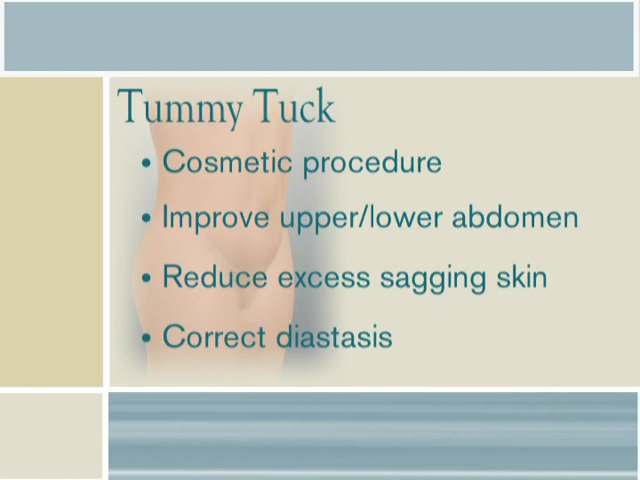 Tummy Tuck
• Cosmetic procedure
• Improve upper/lower abdomen
• Reduce excess sagging skin
• Correct diastasis